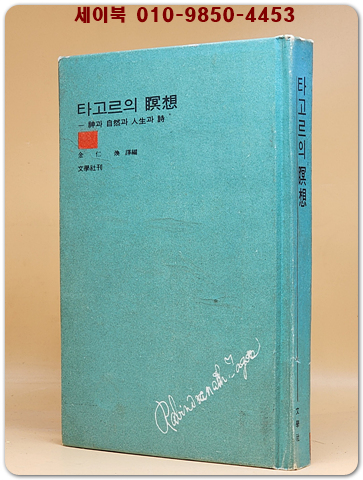 세이북 010-9850-4453
타고르의 瞑想
― 神과 自然과 人生과 詩
金 仁 譯編
文學社刊
Rabindranath Tagore
타고르의 瞑想
文學社